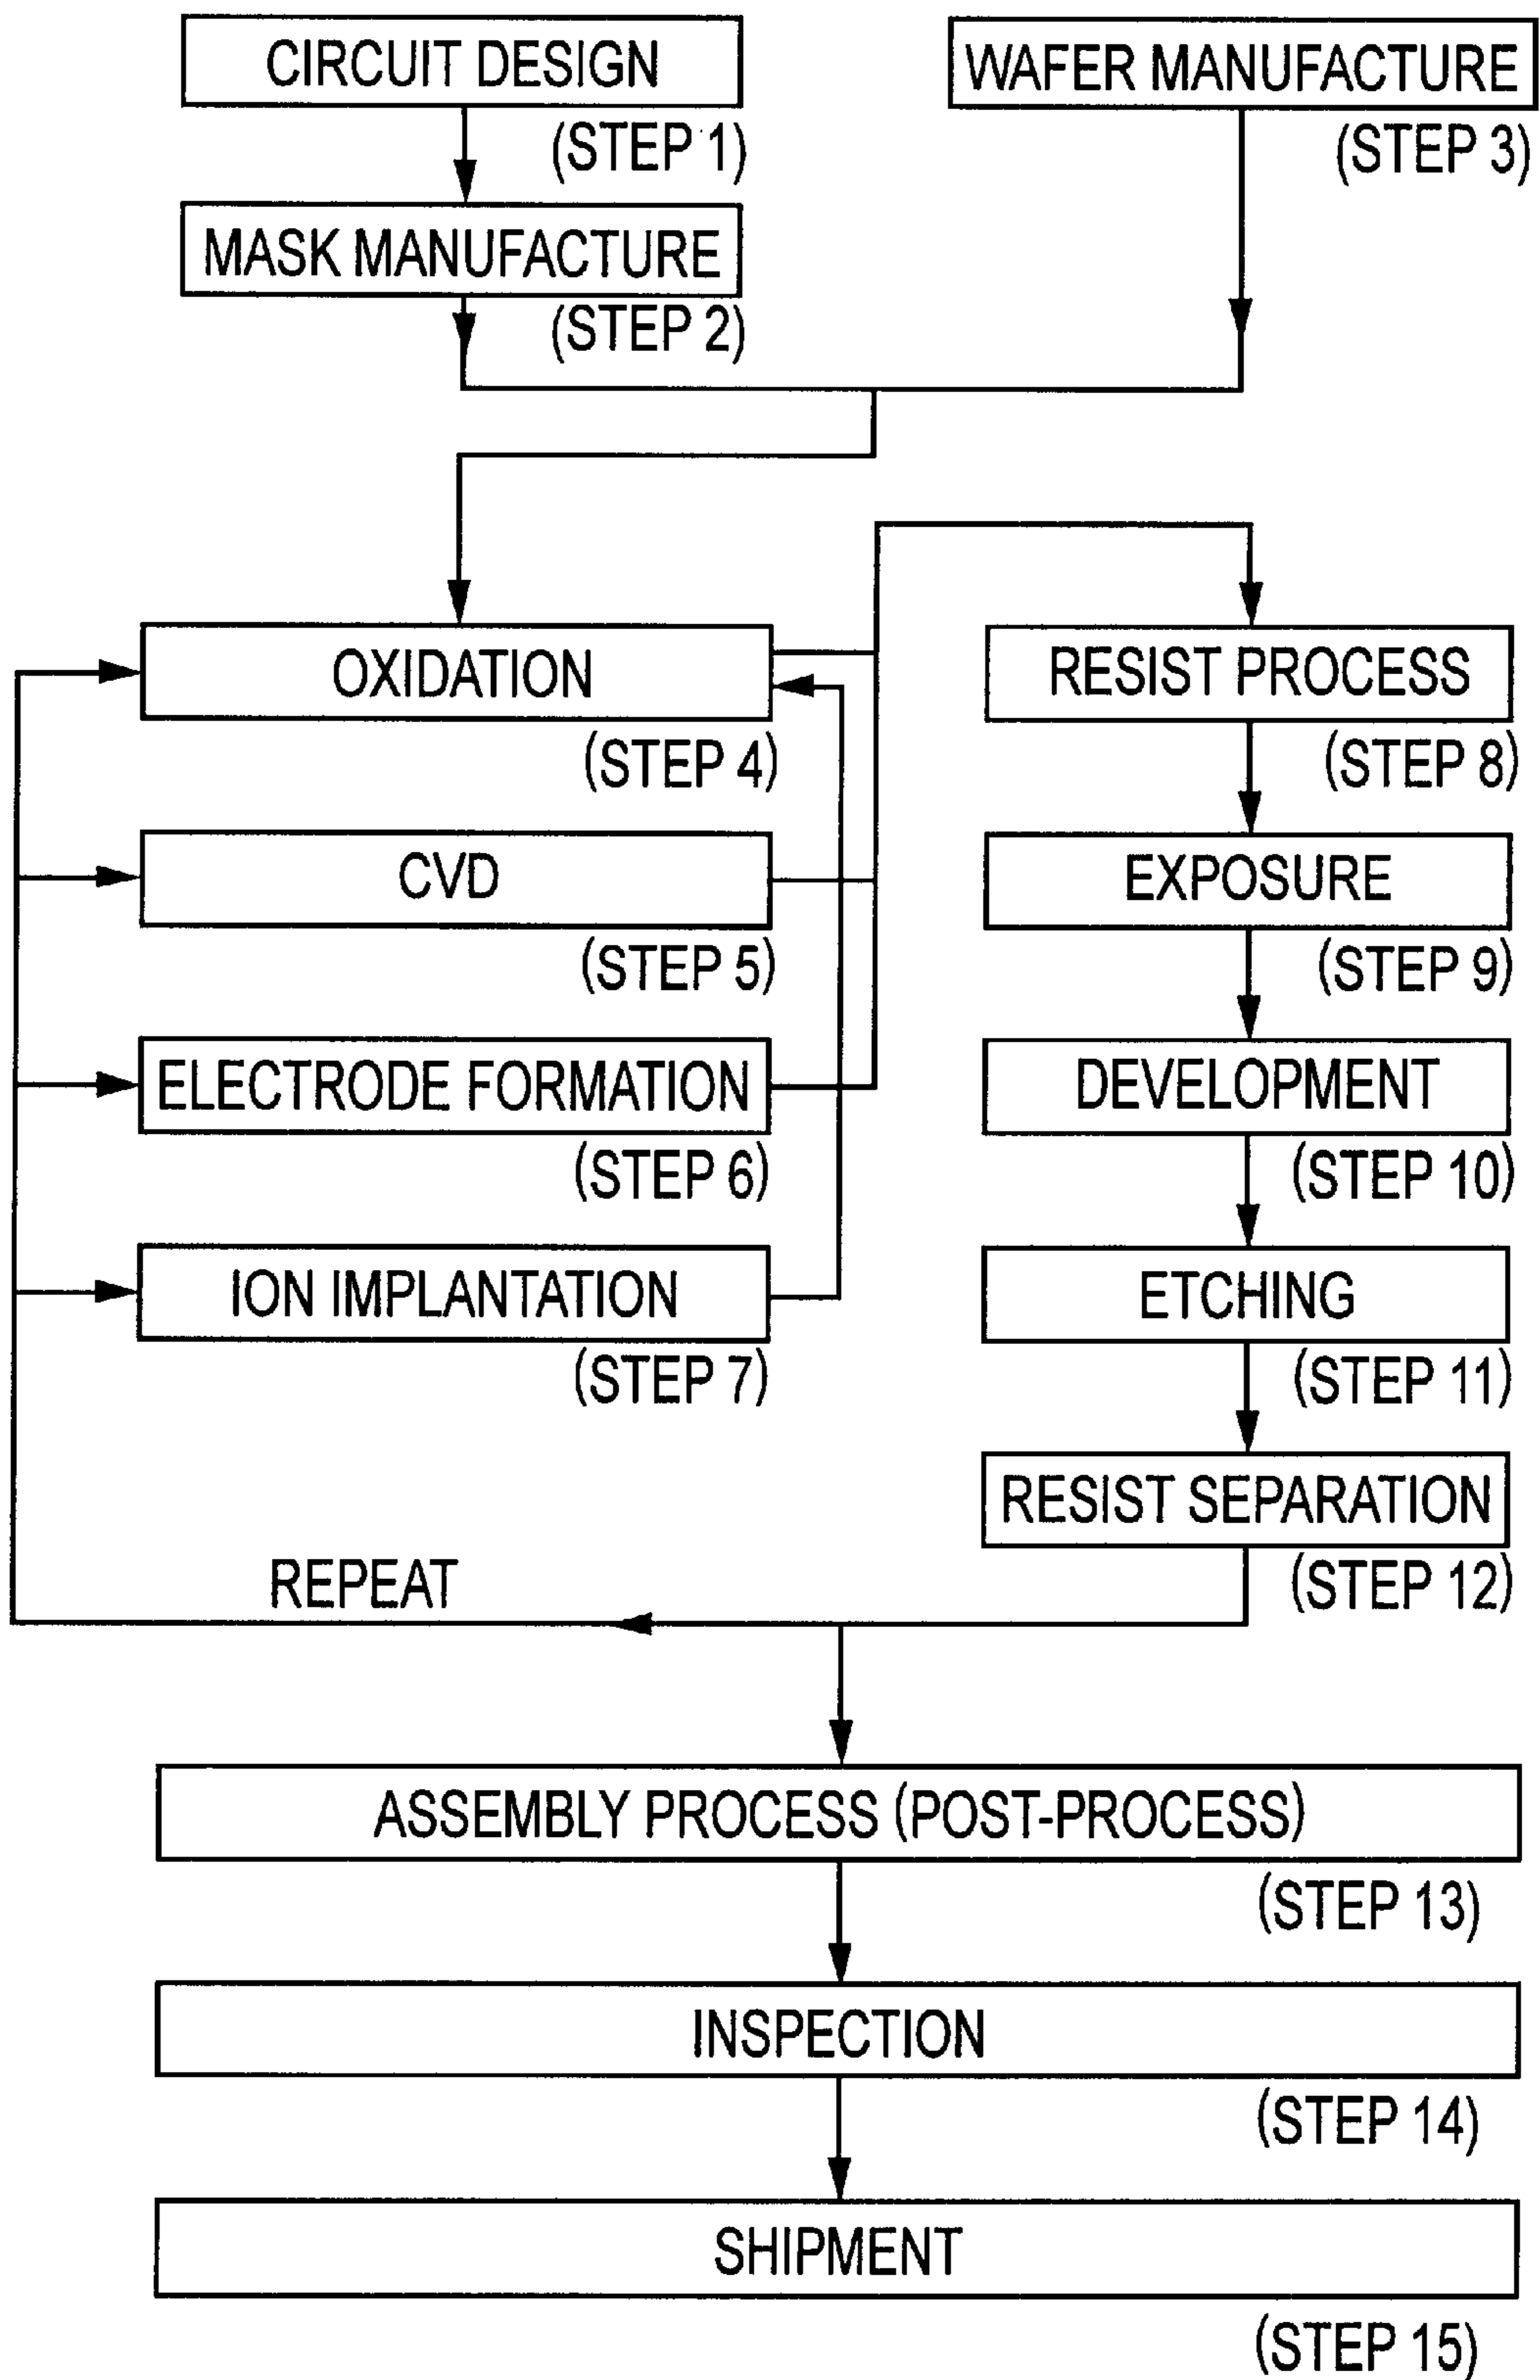 CIRCUIT DESIGN
(STEP 1)
MASK MANUFACTURE
(STEP 2)
WAFER MANUFACTURE
(STEP 3)
OXIDATION
(STEP 4)
CVD
(STEP 5)
ELECTRODE FORMATION
(STEP 6)
ION IMPLANTATION
(STEP 7)
RESIST PROCESS
(STEP 8)
EXPOSURE
(STEP 9)
DEVELOPMENT
(STEP 10)
ETCHING
(STEP 11)
RESIST SEPARATION
(STEP 12)
REPEAT
ASSEMBLY PROCESS (POST-PROCESS)
(STEP 13)
INSPECTION
(STEP 14)
SHIPMENT
(STEP 15)